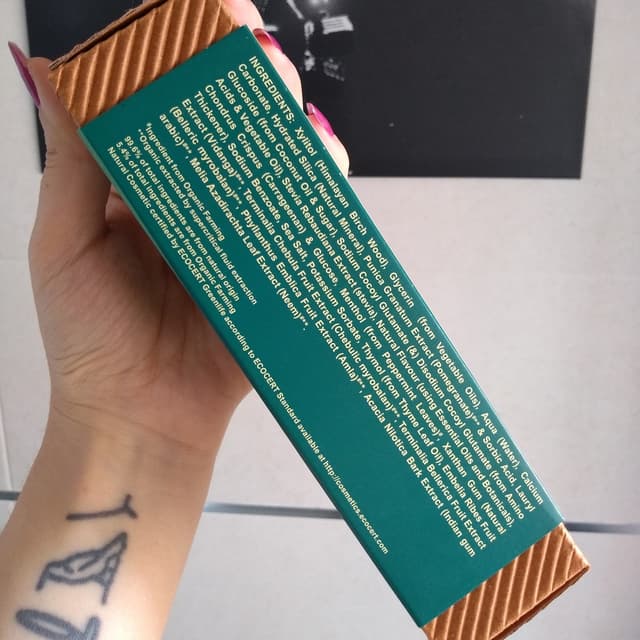 INGREDIENTS: Xylitol (Himalyan Birch Wood), Glycerin (from Vegetable Oil), Aqua (Water), Calcium
Carbonate, Hydrated Silica (Natural Mineral), Punica Granatum Extract (Pomegranate)** & Sorbic Acid, Lauryl
Glucoside (from Coconut Oil & Sugar), Sodium Cocoyl Glutamate (&) Disodium Cocoyl Glutamate (from Amino
Acids & Vegetable Oil), Stevia Rebaudiana Extract (stevia), Natural Flavour (using Essential Oils and Botanicals),
Chondrus Crispus (Carrageenan) & Glucose, Menthol (from Peppermint Leaves)*, Xanthan Gum (Natural
Thickener), Sodium Benzoate, Sea Salt, Potassium Sorbate, Thymol (from Thyme Leaf Oil), Embelia Ribes Fruit
Extract (Vidanga)**, Terminalia Chebula Fruit Extract (Chebulic myrobalan)**, Terminalia Bellerica Fruit Extract
(Belleric myrobalan)**, Phyllanthus Emblica Fruit Extract (Amla)**, Acacia Nilotica Bark Extract (Indian gum
arabic)**, Melia Azadirachta Leaf Extract (Neem)**.
*Ingredient from Organic Farming
**Organic extracted by supercritical fluid extraction
99.6% of total ingredients are from natural origin
5.4% of total ingredients are from Organic Farming
Natural Cosmetic certified by ECOCERT Greenlife according to ECOCERT Standard available at http://cosmetics.ecocert.com